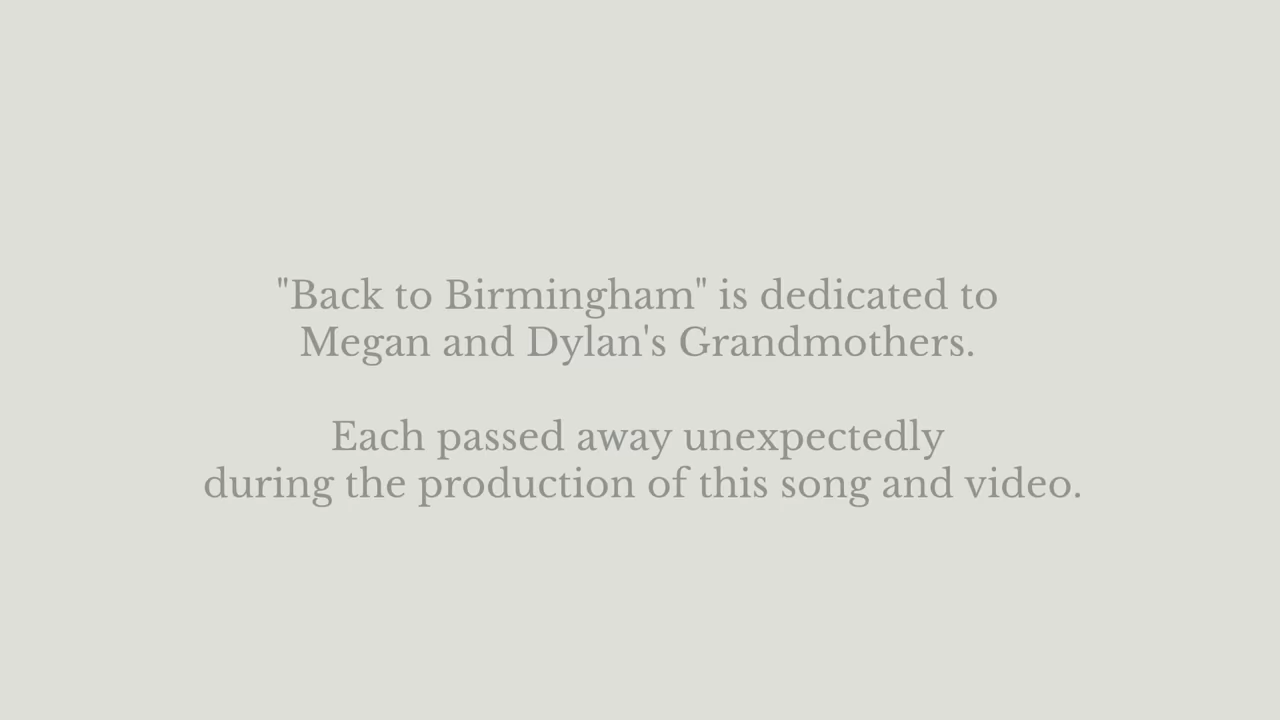 "Back to Birmingham" is dedicated to
Megan and Dylan's Grandmothers.
Each passed away unexpectedly
during the production of this song and video.